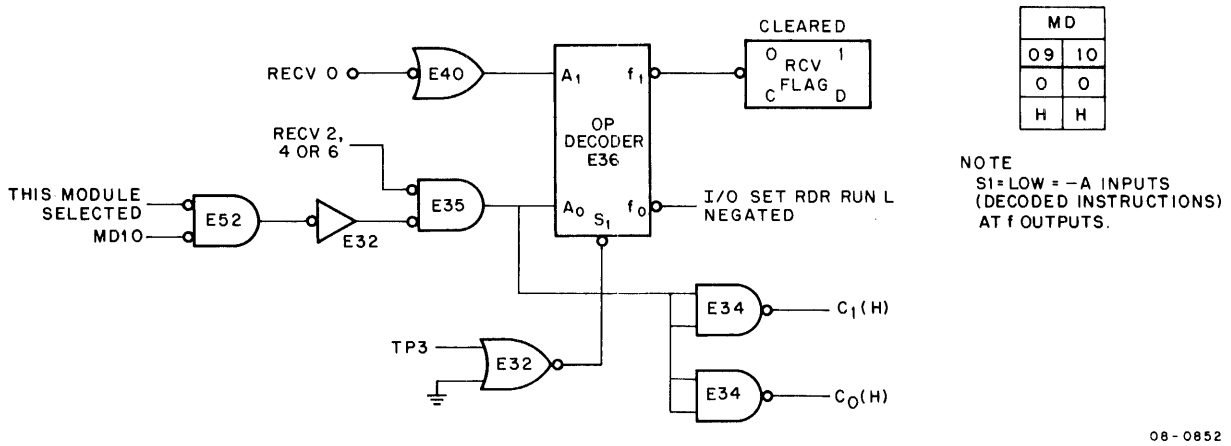 CLEARED
0 1
RCV
FLAG
C D
MD
09 10
0 0
H H
RECV 0
E40
A1
f1
OP
DECODER
E36
RECV 2,
4 OR 6
THIS MODULE
SELECTED
MD10
E52
E32
E35
A0
S1
f0
I/O SET RDR RUN L
NEGATED
NOTE
S1=LOW = -A INPUTS
(DECODED INSTRUCTIONS)
AT f OUTPUTS.
E34
C1(H)
TP3
E32
E34
C0(H)
08-0852